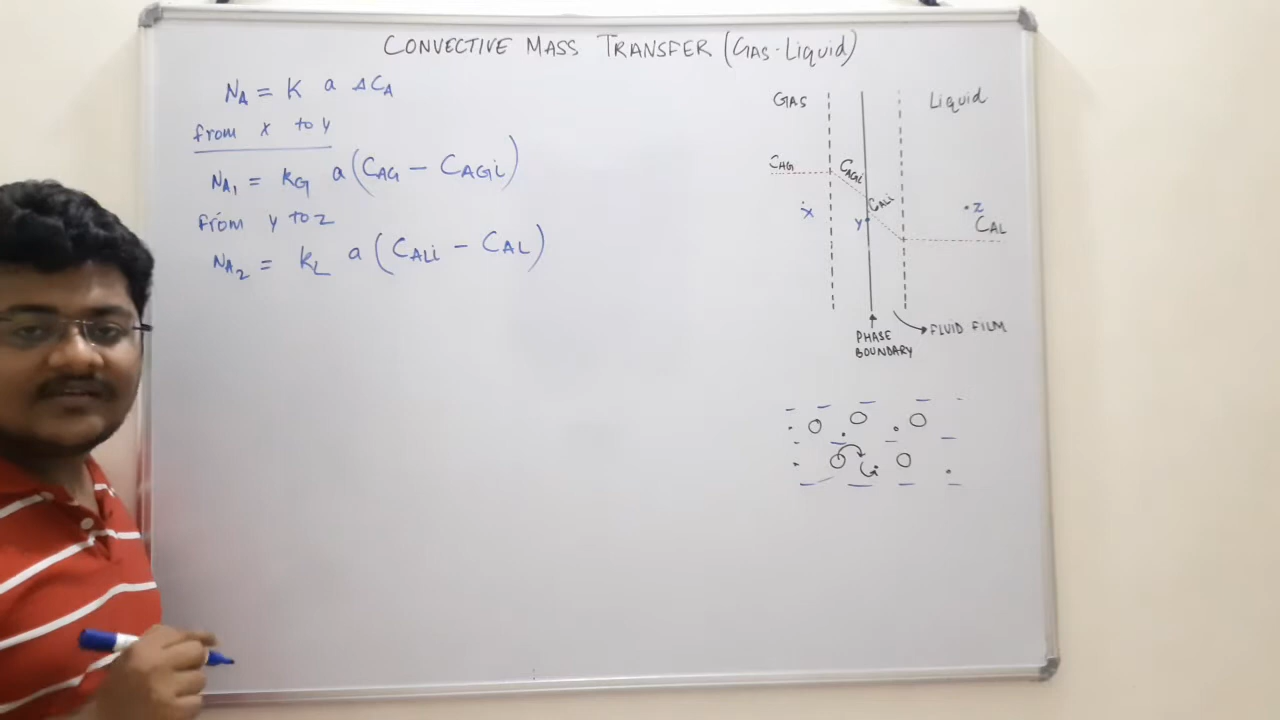 CONVECTIVE MASS TRANSFER (GAS-LIQUID)
NA = K a ΔCA
from x to y
NA1 = kG a (CAG – CAGi)
from y to z
NA2 = kL a (CALi – CAL)
GAS
Liquid
CAG
CAGi
CALi
x
y
z
CAL
PHASE BOUNDARY
FLUID FILM